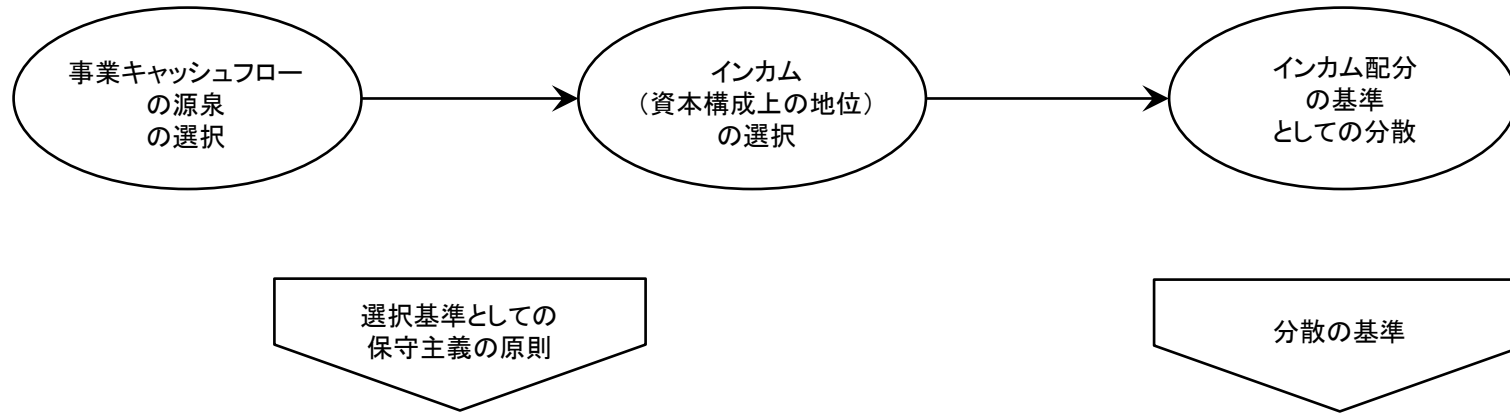 事業キャッシュフロー
の源泉
の選択
インカム
（資本構成上の地位）
の選択
インカム配分
の基準
としての分散
選択基準としての
保守主義の原則
分散の基準